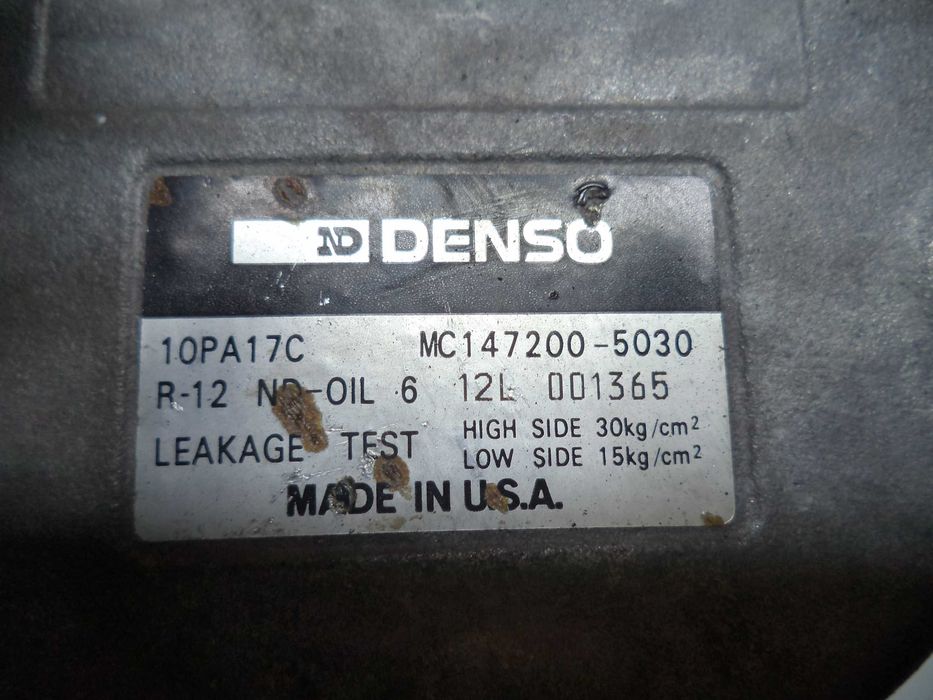 ND DENSO
10PA17C MC147200-5030
R-12 ND-OIL 6 12L 001365
LEAKAGE TEST HIGH SIDE 30kg/cm²
LOW SIDE 15kg/cm²
MADE IN U.S.A.